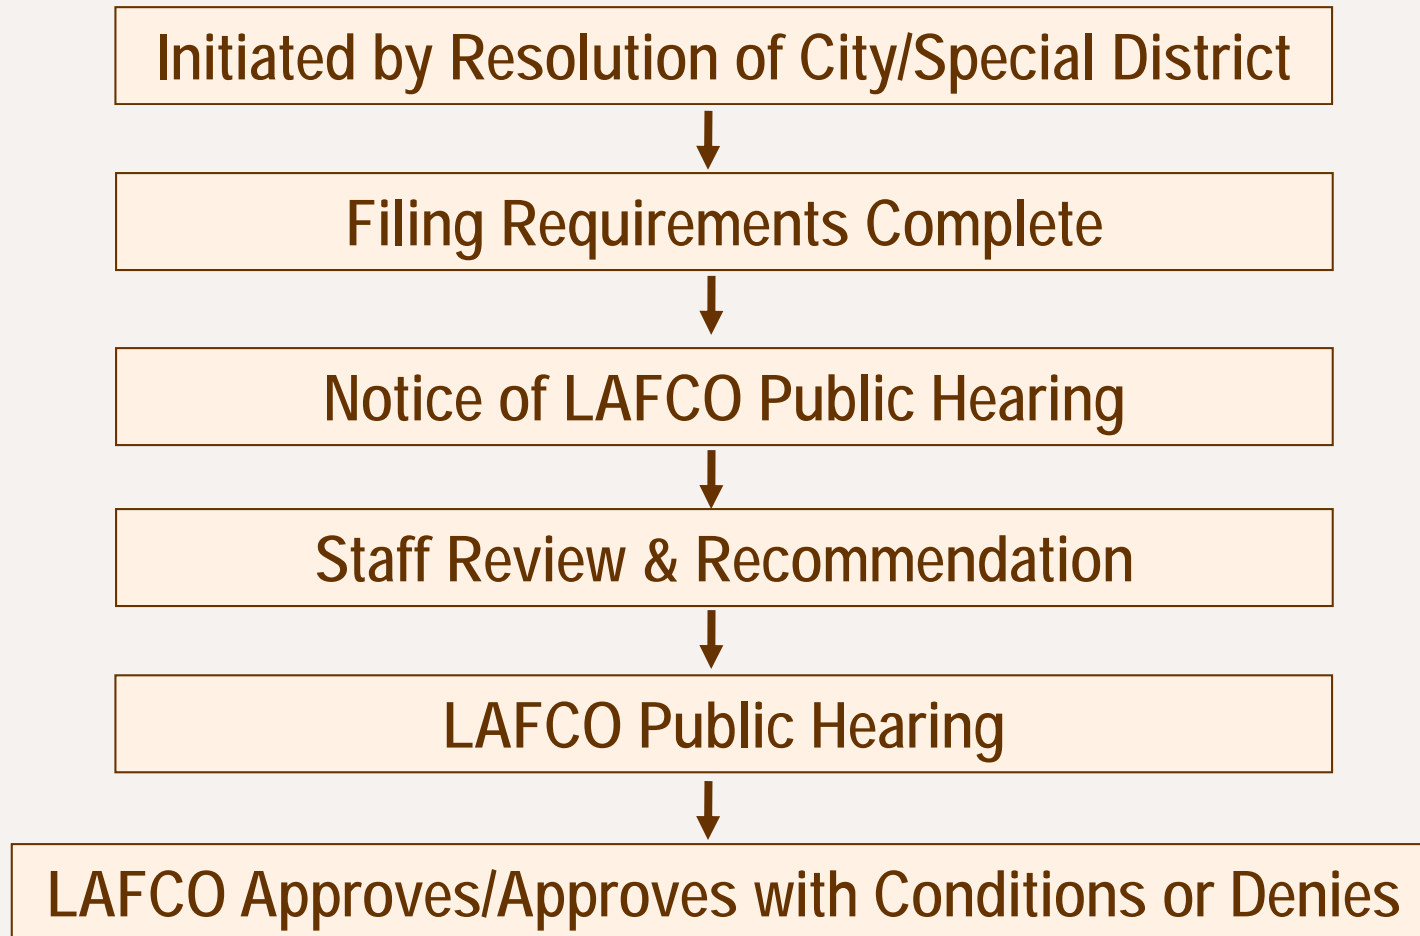 Initiated by Resolution of City/Special District
Filing Requirements Complete
Notice of LAFCO Public Hearing
Staff Review & Recommendation
LAFCO Public Hearing
LAFCO Approves/Approves with Conditions or Denies